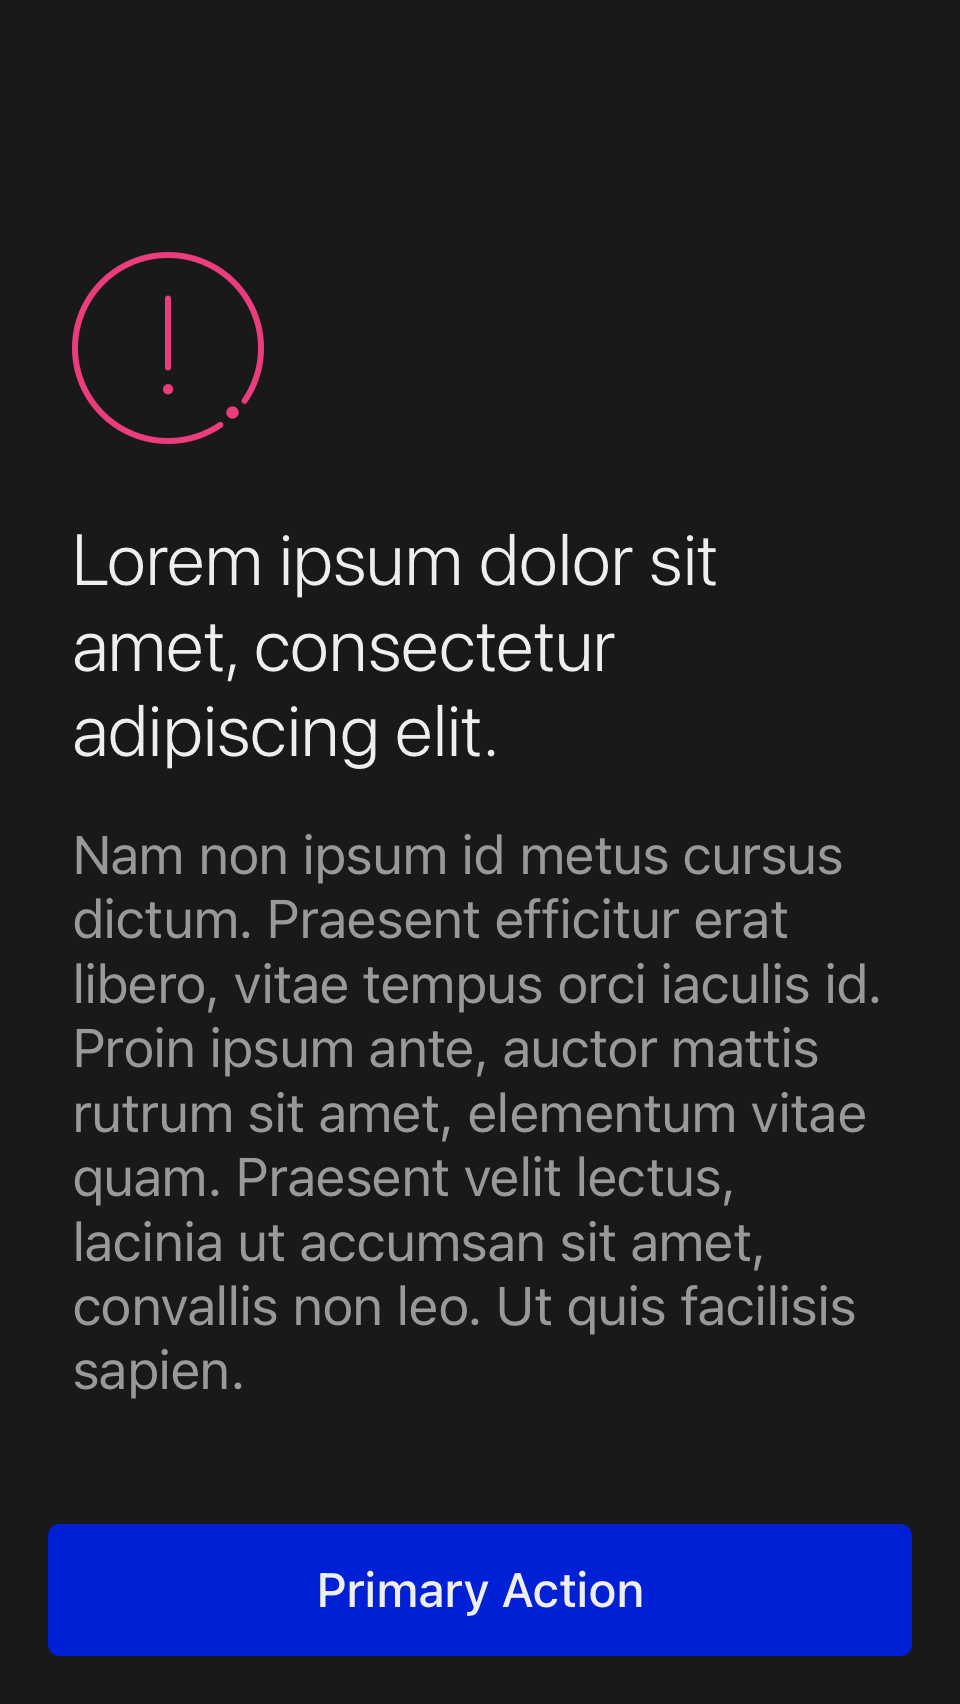 Lorem ipsum dolor sit
amet, consectetur
adipiscing elit.
Nam non ipsum id metus cursus
dictum. Praesent efficitur erat
libero, vitae tempus orci iaculis id.
Proin ipsum ante, auctor mattis
rutrum sit amet, elementum vitae
quam. Praesent velit lectus,
lacinia ut accumsan sit amet,
convallis non leo. Ut quis facilisis
sapien.
Primary Action